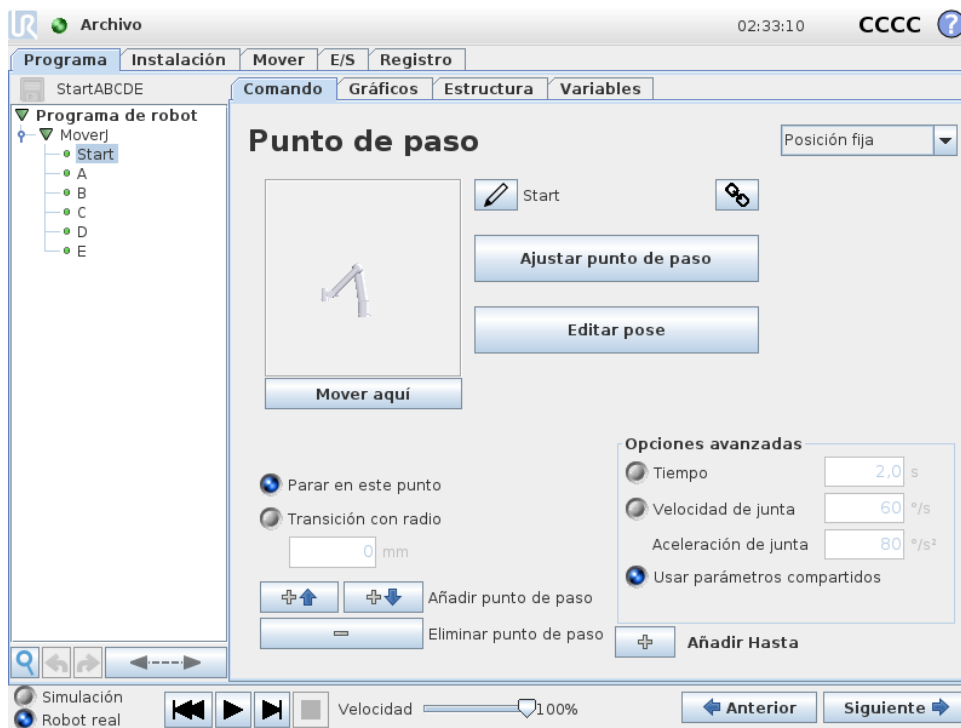 UR Archivo 02:33:10 CCCC ?
Programa Instalación Mover E/S Registro
StartABCDE Comando Gráficos Estructura Variables
Programa de robot
MoverJ
Start
A
B
C
D
E
Punto de paso Posición fija
Start
Ajustar punto de paso
Editar pose
Mover aquí
Opciones avanzadas
Tiempo 2,0 s
Velocidad de junta 60 °/s
Aceleración de junta 80 °/s²
Usar parámetros compartidos
Parar en este punto
Transición con radio
0 mm
Añadir punto de paso
Eliminar punto de paso
Añadir Hasta
Simulación
Robot real
Velocidad 100% Anterior Siguiente